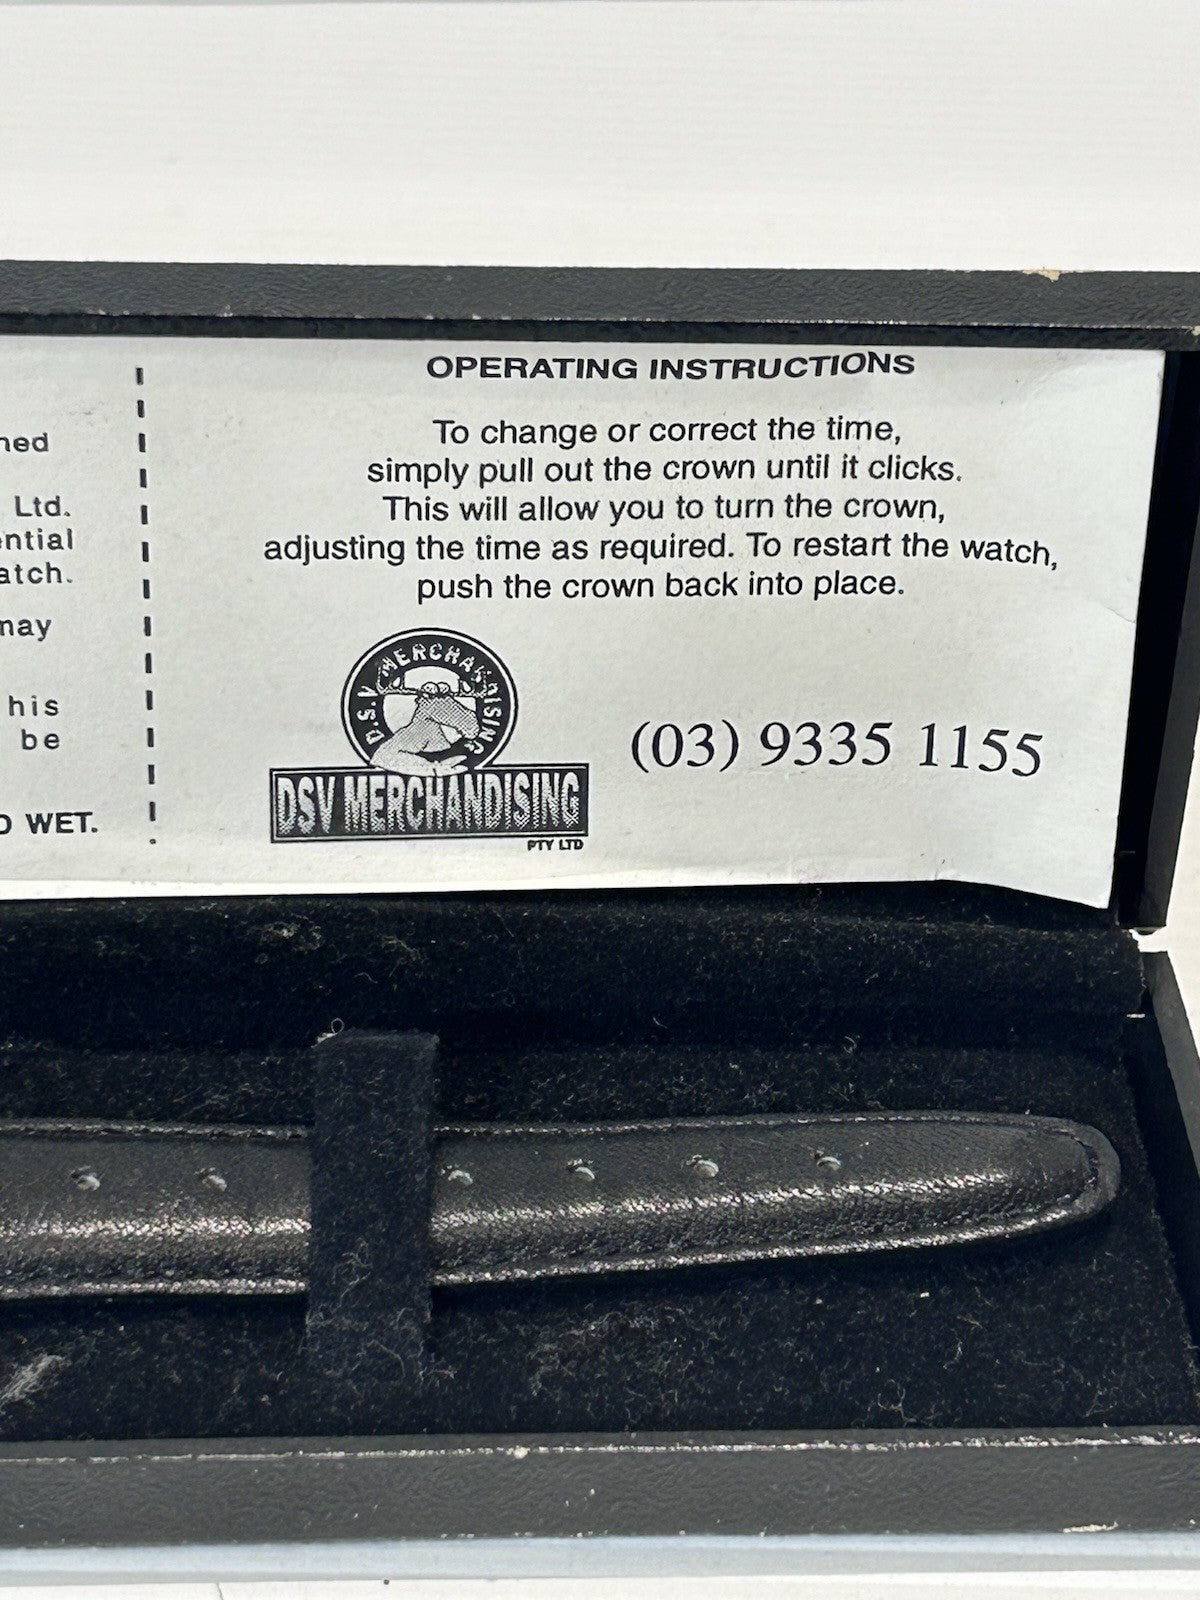 ned
Ltd.
ential
atch.
may
his
be
D WET.
OPERATING INSTRUCTIONS
To change or correct the time,
simply pull out the crown until it clicks.
This will allow you to turn the crown,
adjusting the time as required. To restart the watch,
push the crown back into place.
D.S.V MERCHANDISING
DSV MERCHANDISING
PTY LTD
(03) 9335 1155